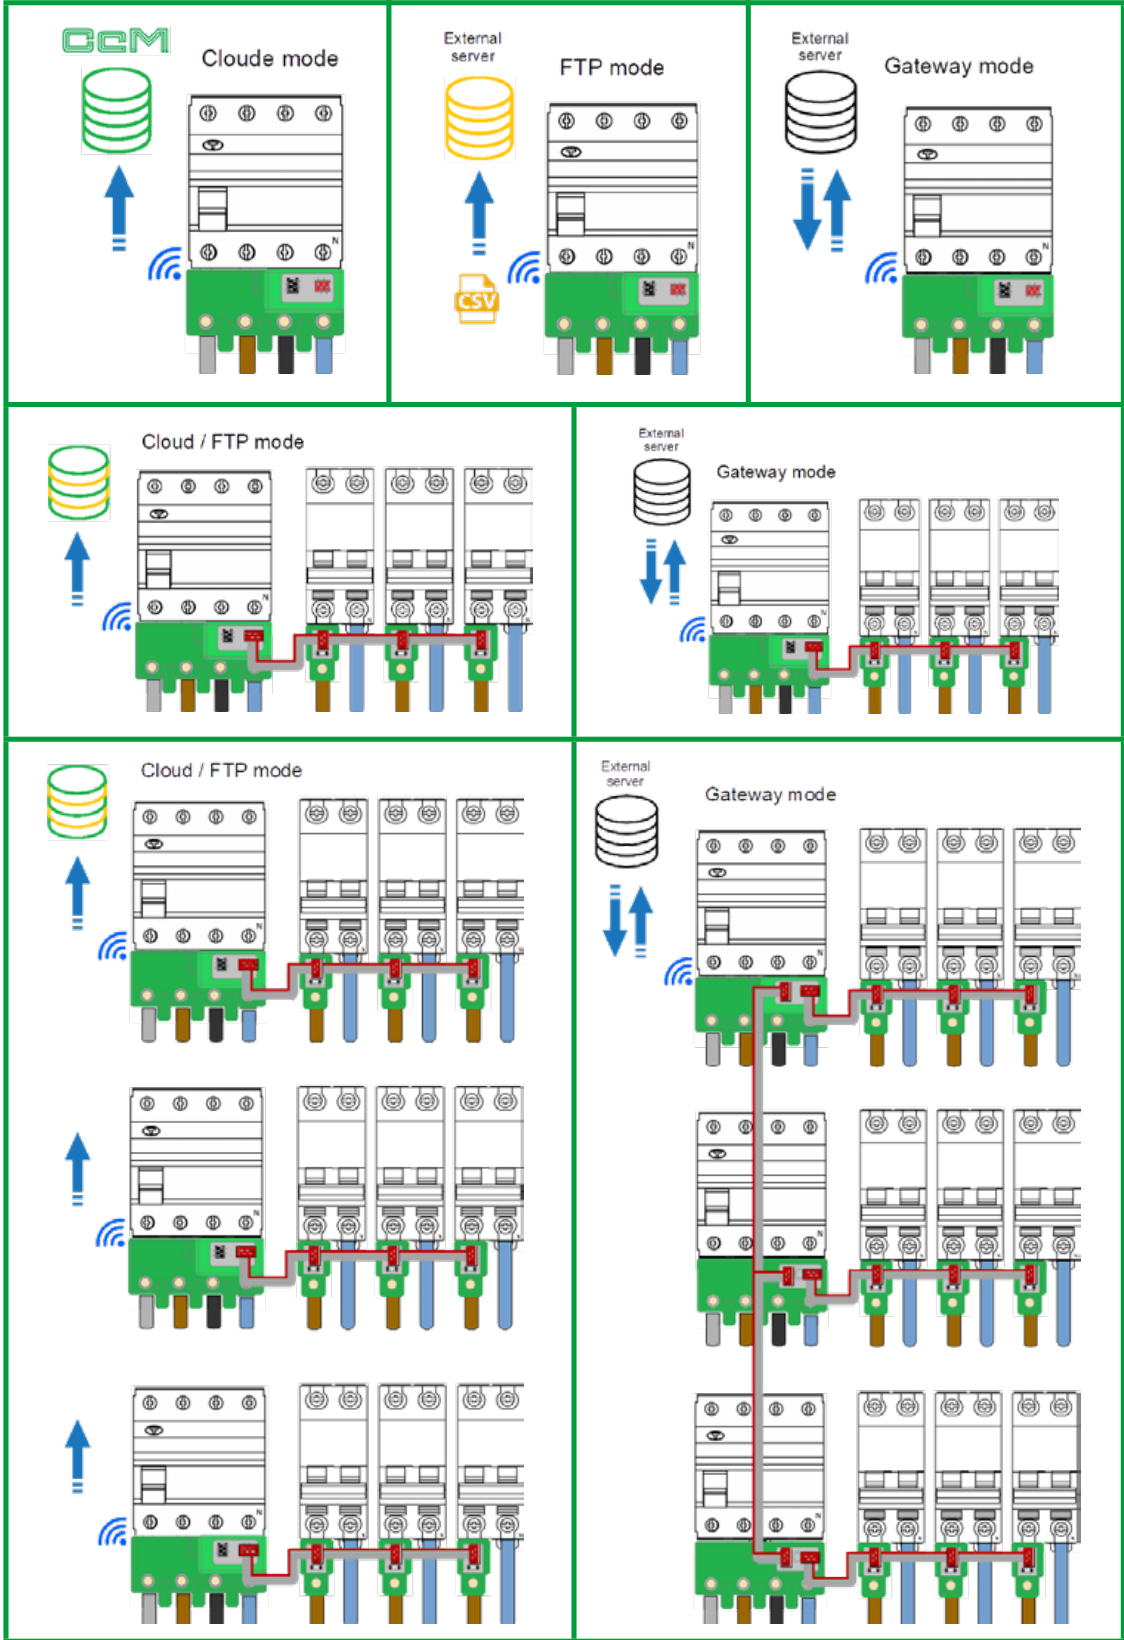 CcM
Cloude mode
N
External
server
FTP mode
CSV
N
External
server
Gateway mode
N
Cloud / FTP mode
N
External
server
Gateway mode
N
Cloud / FTP mode
N
N
N
External
server
Gateway mode
N
N
N